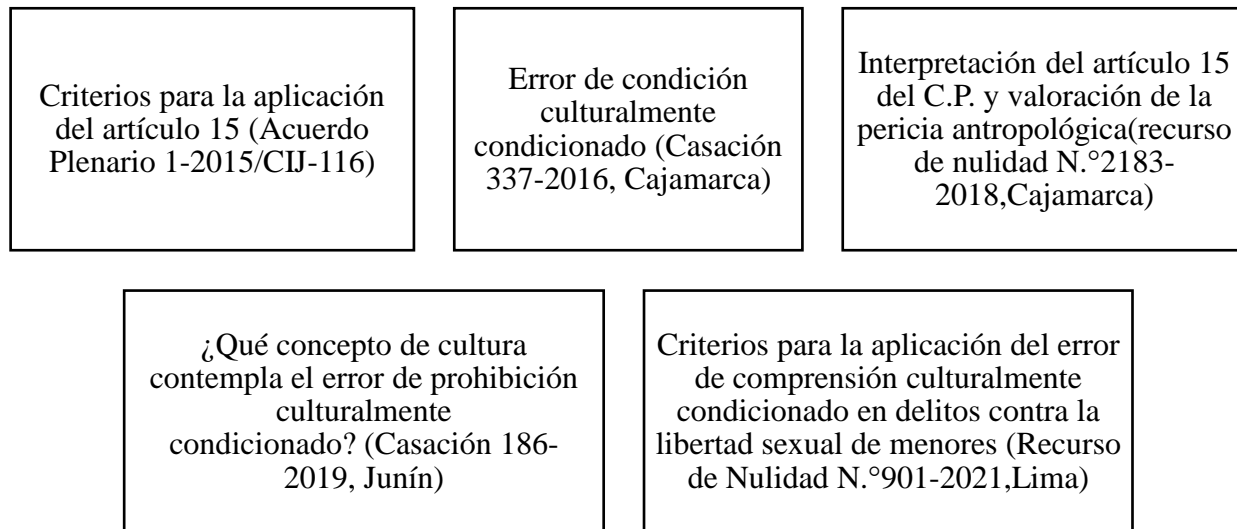 Criterios para la aplicación
del artículo 15 (Acuerdo
Plenario 1-2015/CIJ-116)
Error de condición
culturalmente
condicionado (Casación
337-2016, Cajamarca)
Interpretación del artículo 15
del C.P. y valoración de la
pericia antropológica(recurso
de nulidad N.°2183-
2018,Cajamarca)
¿Qué concepto de cultura
contempla el error de prohibición
culturalmente
condicionado? (Casación 186-
2019, Junín)
Criterios para la aplicación del error
de comprensión culturalmente
condicionado en delitos contra la
libertad sexual de menores (Recurso
de Nulidad N.°901-2021,Lima)